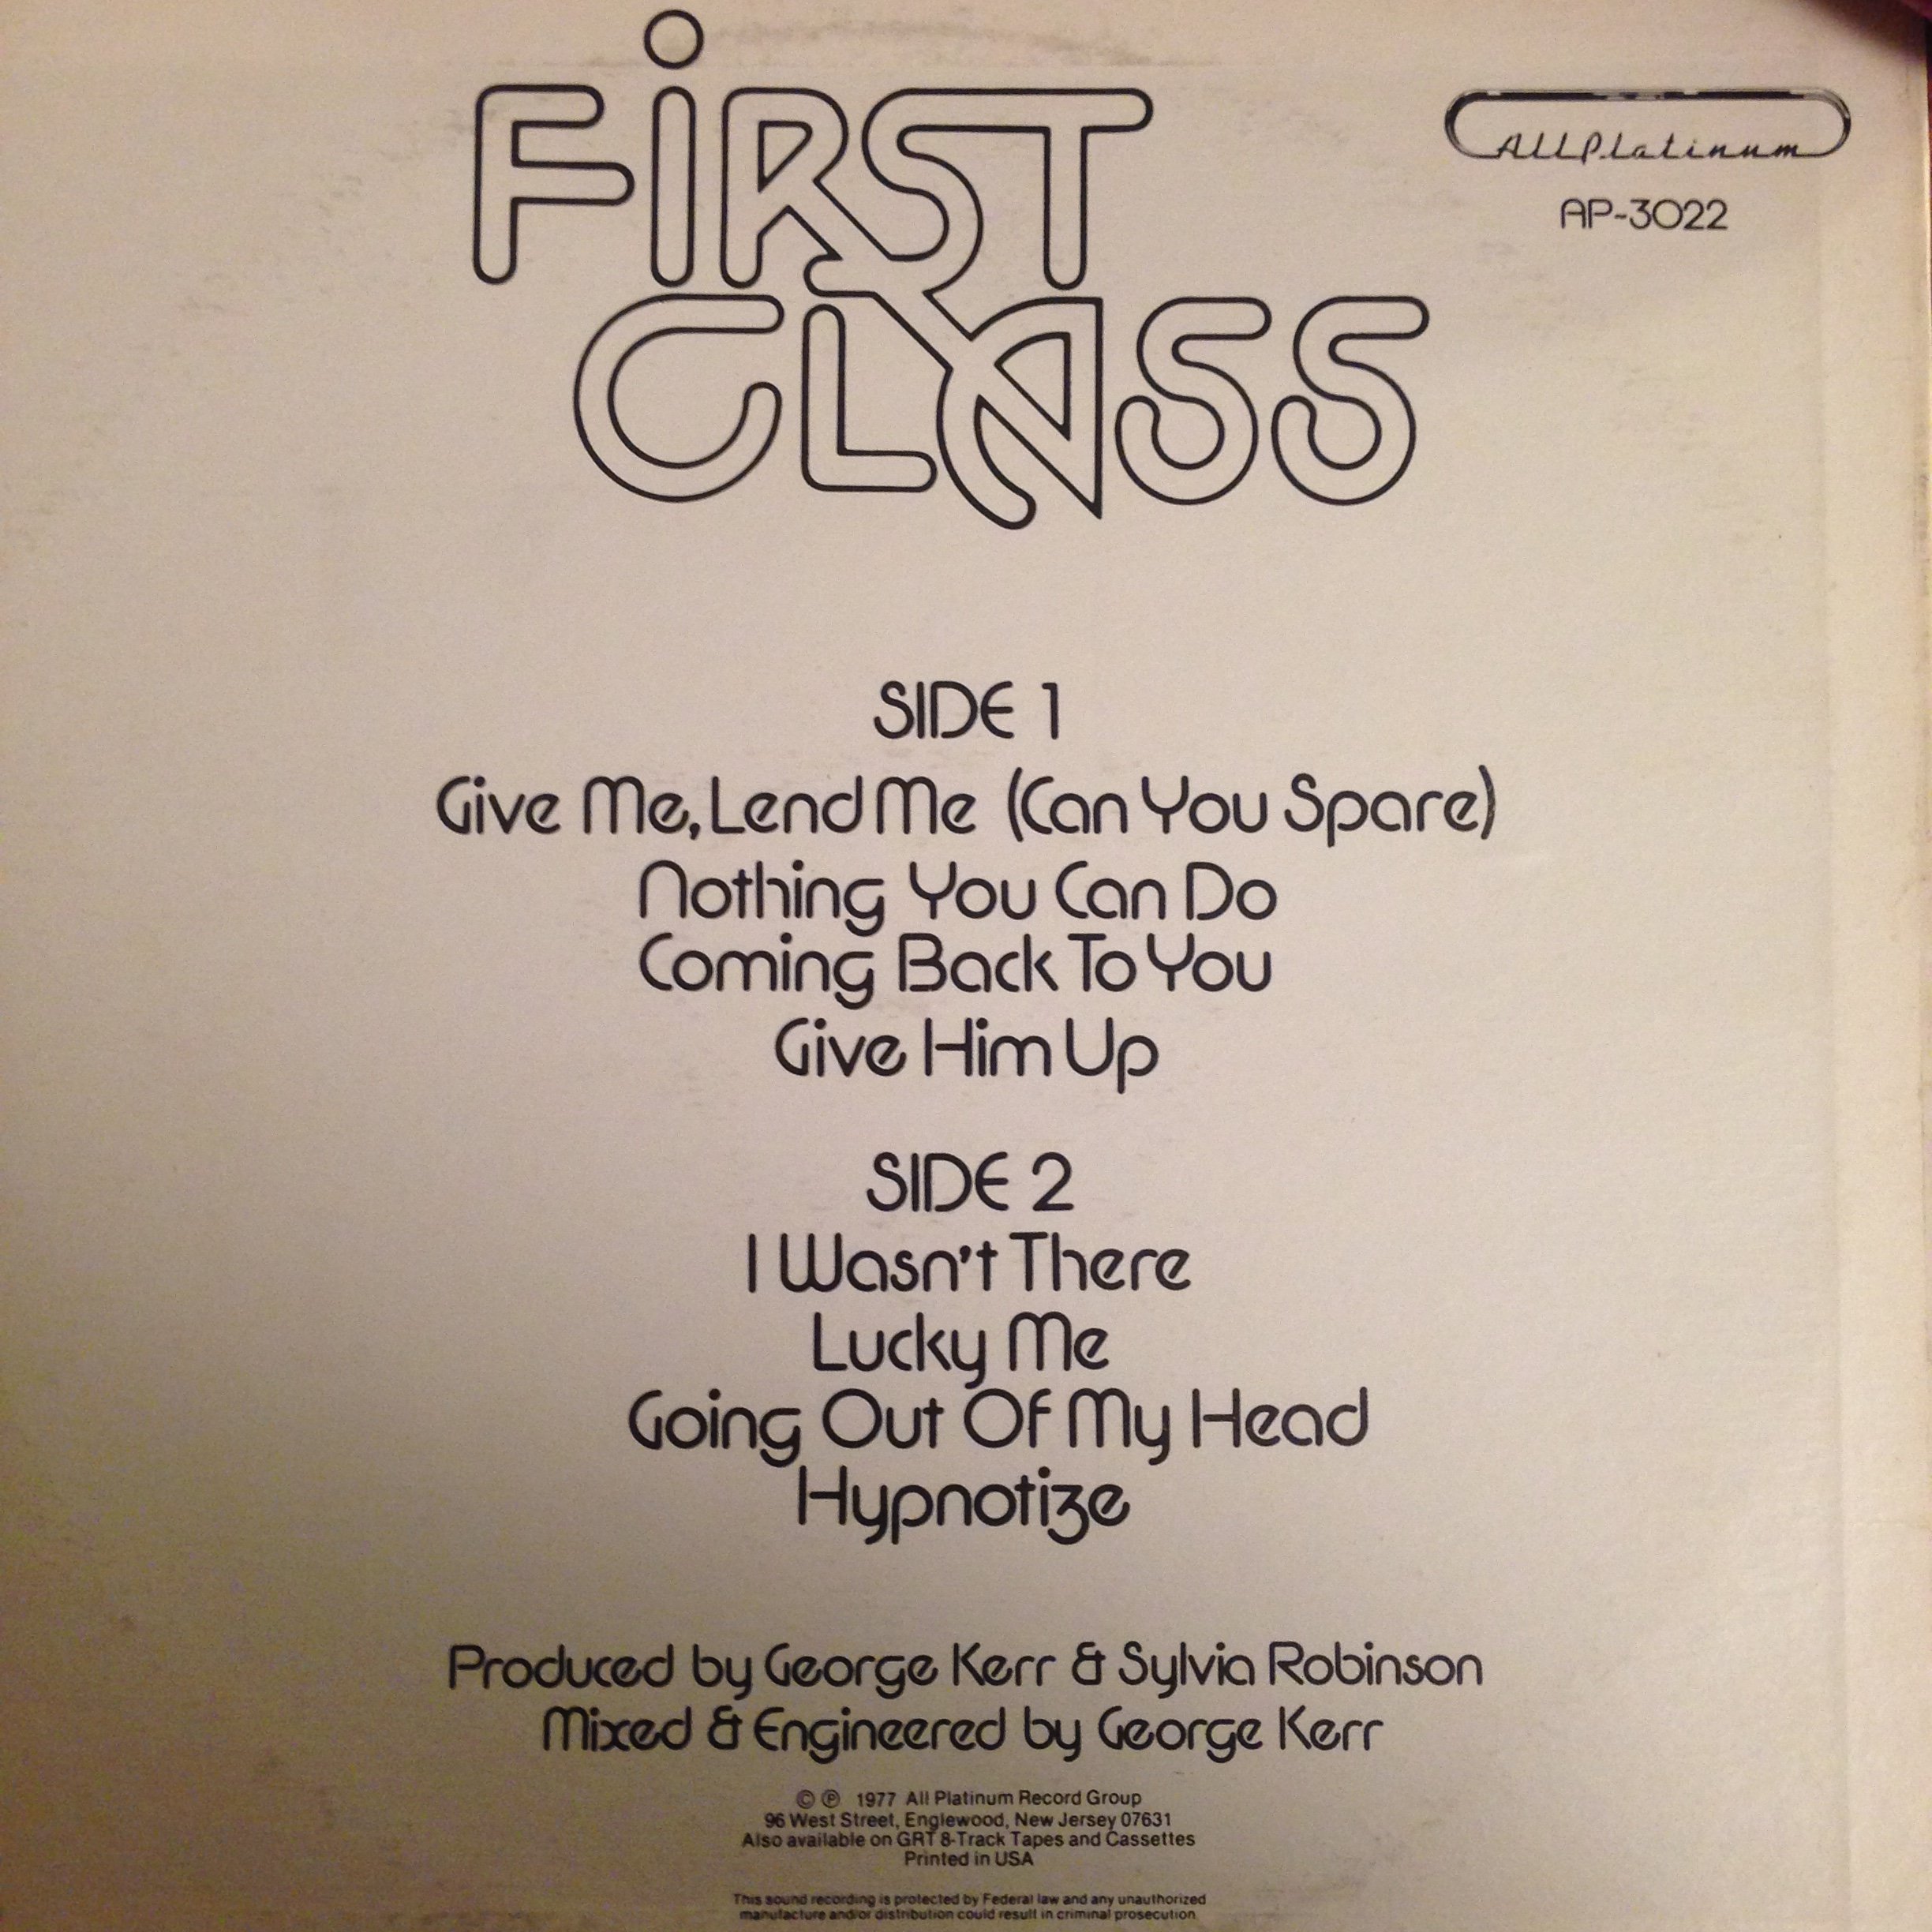 FiRST
CLASS
All Platinum
AP-3022
SIDE 1
Give Me, Lend Me (Can You Spare)
Nothing You Can Do
Coming Back To You
Give Him Up
SIDE 2
I Wasn't There
Lucky Me
Going Out Of My Head
Hypnotize
Produced by George Kerr & Sylvia Robinson
Mixed & Engineered by George Kerr
© ℗ 1977 All Platinum Record Group
96 West Street, Englewood, New Jersey 07631
Also available on GRT 8-Track Tapes and Cassettes
Printed in USA
This sound recording is protected by Federal law and any unauthorized
manufacture and/or distribution could result in criminal prosecution.